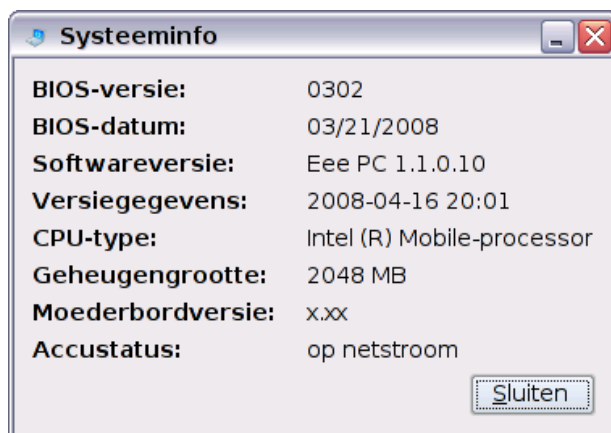 Systeeminfo
BIOS-versie: 0302
BIOS-datum: 03/21/2008
Softwareversie: Eee PC 1.1.0.10
Versiegegevens: 2008-04-16 20:01
CPU-type: Intel (R) Mobile-processor
Geheugengrootte: 2048 MB
Moederbordversie: x.xx
Accustatus: op netstroom
Sluiten